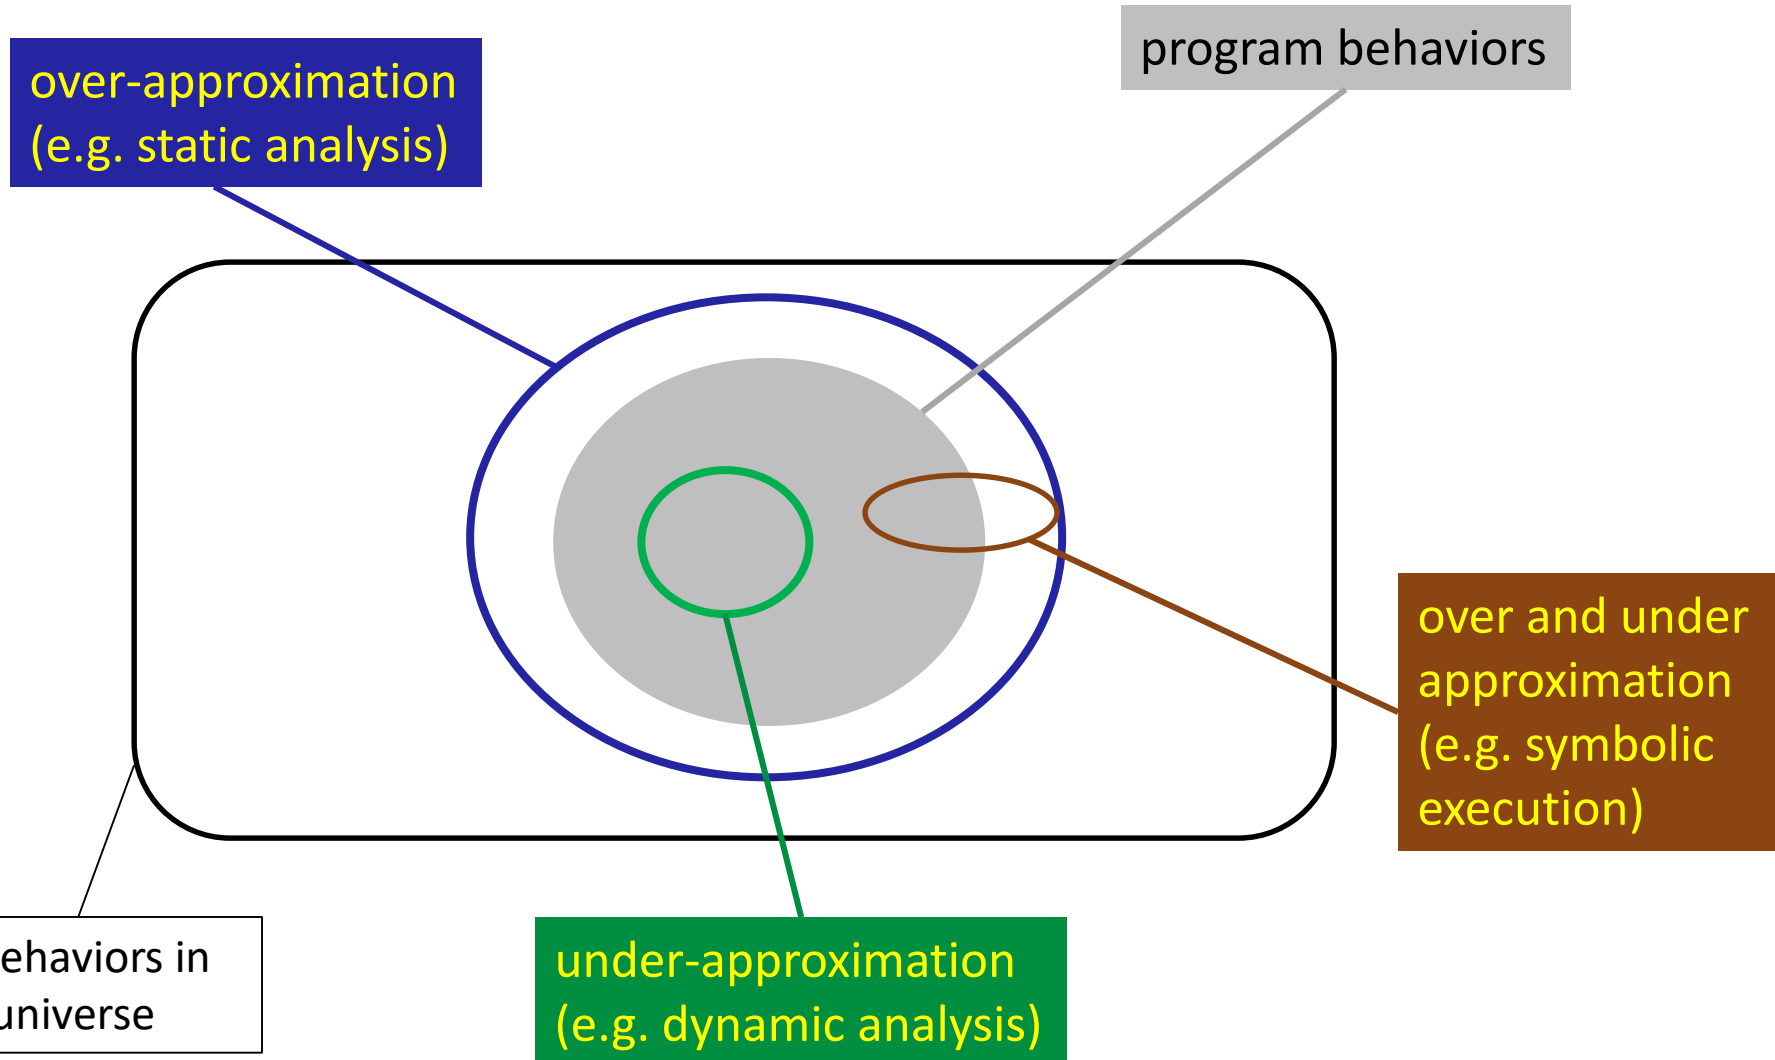 program behaviors
over-approximation
(e.g. static analysis)
over and under
approximation
(e.g. symbolic
execution)
ehaviors in
universe
under-approximation
(e.g. dynamic analysis)